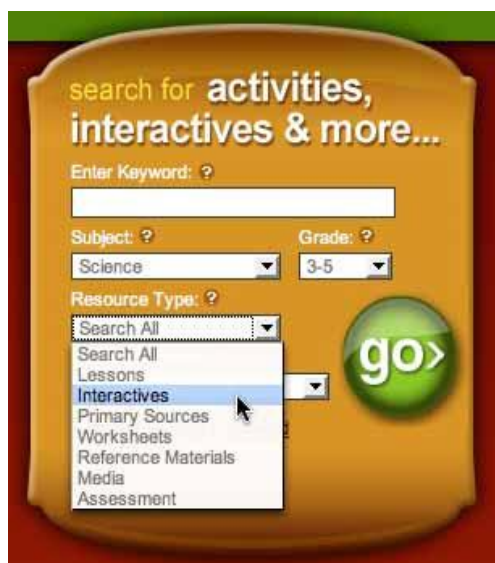 search for activities,
interactives & more...
Enter Keyword: ?
Subject: ? Grade: ?
Science 3-5
Resource Type: ?
Search All
go>
Search All
Lessons
Interactives
Primary Sources
Worksheets
Reference Materials
Media
Assessment